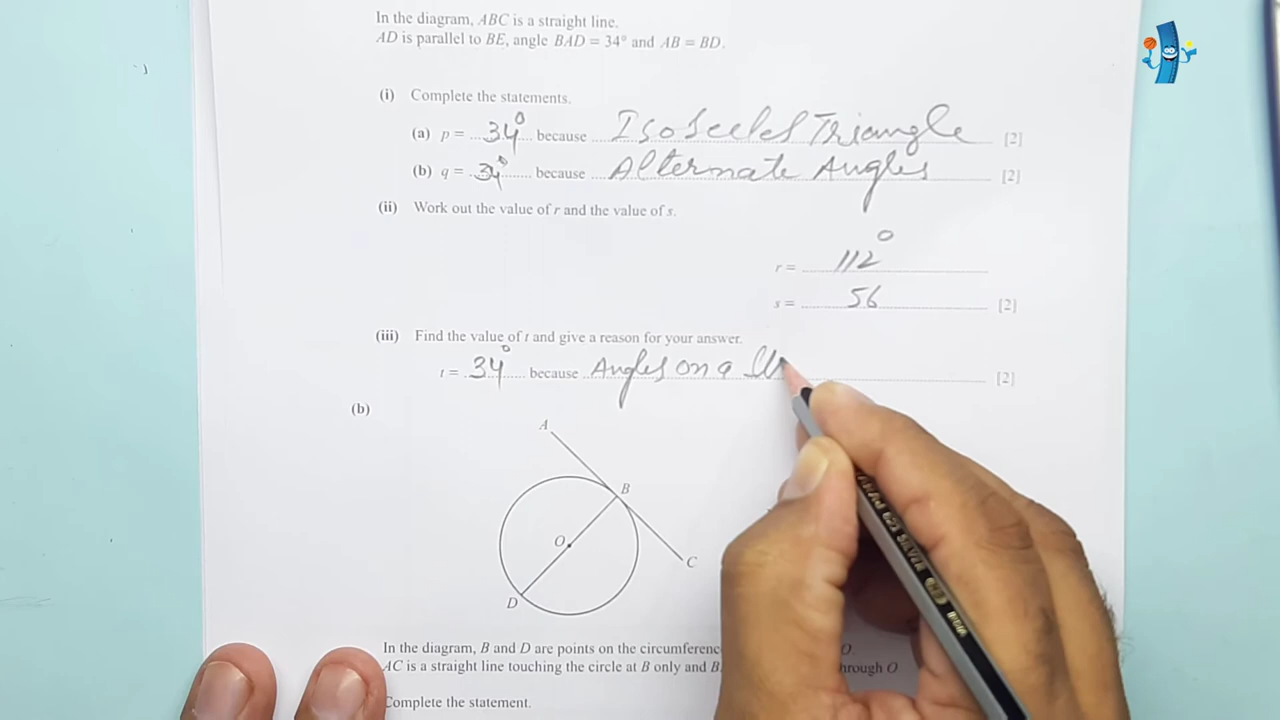 In the diagram, ABC is a straight line.
AD is parallel to BE, angle BAD = 34° and AB = BD.
(i) Complete the statements.
(a) p = 34° because Isosceles Triangle [2]
(b) q = 34° because Alternate Angles [2]
(ii) Work out the value of r and the value of s.
r = 112°
s = 56 [2]
(iii) Find the value of t and give a reason for your answer.
t = 34° because Angles on a [2]
(b)
A
B
O
C
D
In the diagram, B and D are points on the circumference O.
AC is a straight line touching the circle at B only and B through O
Complete the statement.